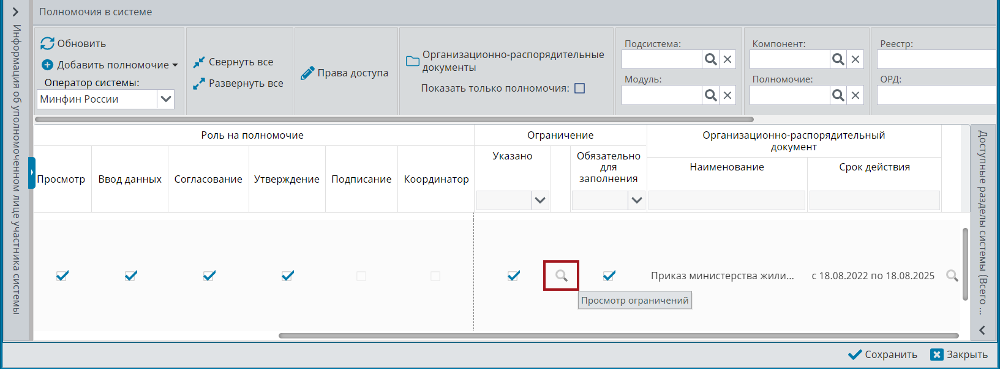 Полномочия в системе
Информация об уполномоченном лице участника системы
Обновить
Добавить полномочие
Оператор системы:
Минфин России
Свернуть все
Развернуть все
Права доступа
Организационно-распорядительные
документы
Показать только полномочия:
Подсистема:
Модуль:
Компонент:
Полномочие:
Реестр:
ОРД:
Роль на полномочие
Ограничение
Организационно-распорядительный
документ
Просмотр
Ввод данных
Согласование
Утверждение
Подписание
Координатор
Указано
Обязательно
для
заполнения
Наименование
Срок действия
Приказ министерства жили...
с 18.08.2022 по 18.08.2025
Просмотр ограничений
Доступные разделы системы (Всего ...
Сохранить
Закрыть